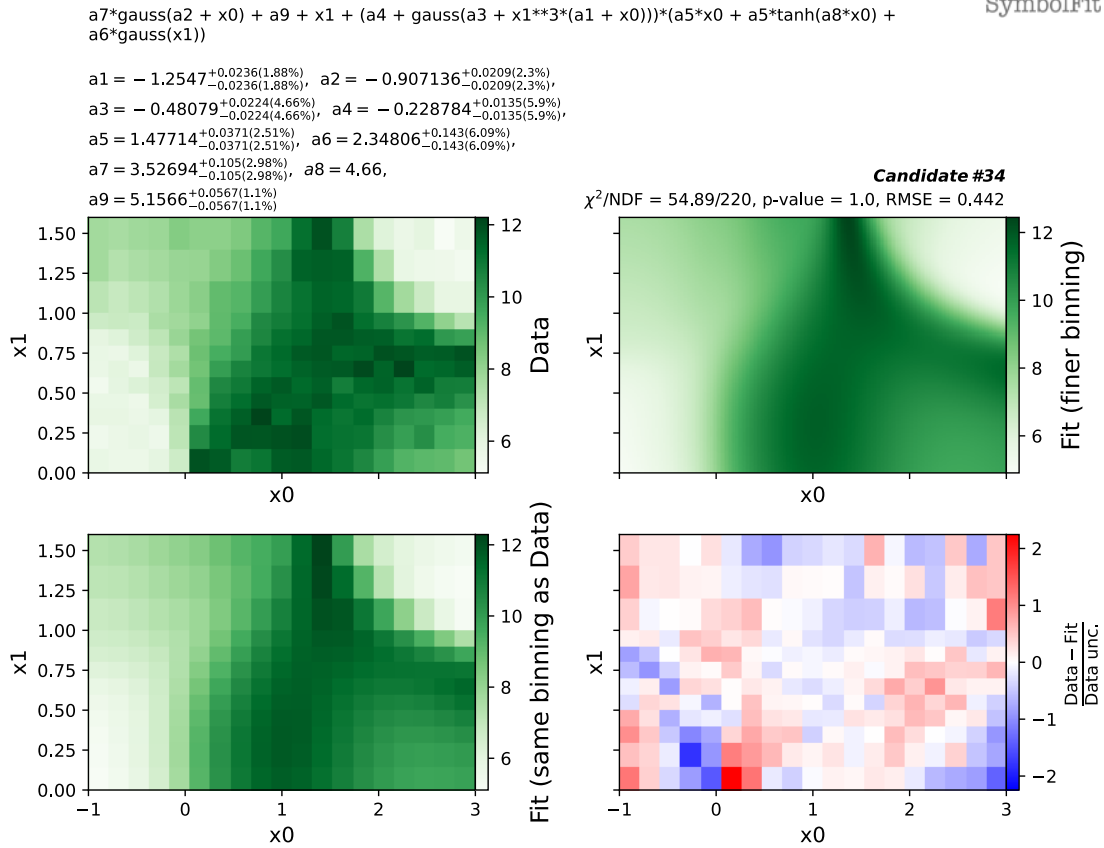 SymbolFit
a7*gauss(a2 + x0) + a9 + x1 + (a4 + gauss(a3 + x1**3*(a1 + x0)))*(a5*x0 + a5*tanh(a8*x0) +
a6*gauss(x1))
a1 = − 1.2547 +0.0236(1.88%) −0.0236(1.88%), a2 = − 0.907136 +0.0209(2.3%) −0.0209(2.3%),
a3 = − 0.48079 +0.0224(4.66%) −0.0224(4.66%), a4 = − 0.228784 +0.0135(5.9%) −0.0135(5.9%),
a5 = 1.47714 +0.0371(2.51%) −0.0371(2.51%), a6 = 2.34806 +0.143(6.09%) −0.143(6.09%),
a7 = 3.52694 +0.105(2.98%) −0.105(2.98%), a8 = 4.66,
a9 = 5.1566 +0.0567(1.1%) −0.0567(1.1%)
Candidate #34
χ²/NDF = 54.89/220, p-value = 1.0, RMSE = 0.442
1.50
1.25
1.00
0.75
0.50
0.25
0.00
x1
x0
10
8
6
Data
x1
x0
12
10
8
6
Fit (finer binning)
1.50
1.25
1.00
0.75
0.50
0.25
0.00
x1
−1 0 1 2 3
x0
12
10
8
6
Fit (same binning as Data)
x1
−1 0 1 2 3
x0
2
1
0
−1
−2
Data − Fit
Data unc.